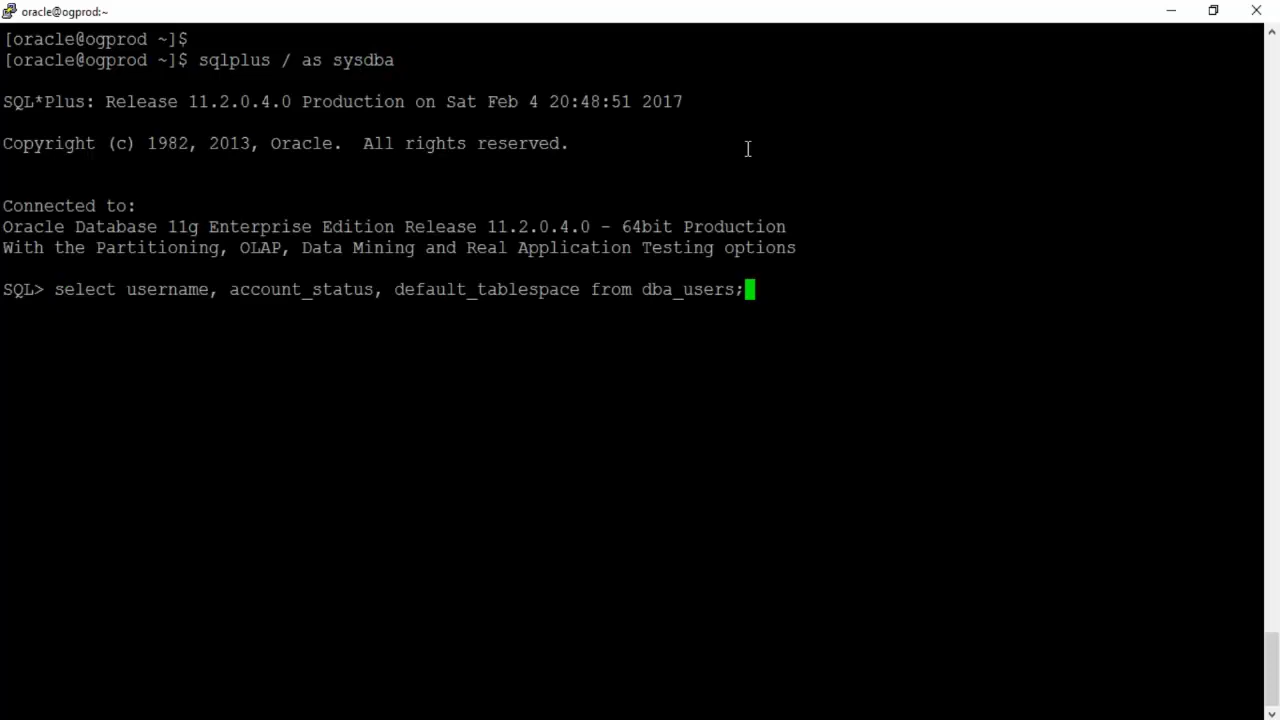 oracle@ogprod:~
[oracle@ogprod ~]$
[oracle@ogprod ~]$ sqlplus / as sysdba
SQL*Plus: Release 11.2.0.4.0 Production on Sat Feb 4 20:48:51 2017
Copyright (c) 1982, 2013, Oracle.  All rights reserved.
Connected to:
Oracle Database 11g Enterprise Edition Release 11.2.0.4.0 - 64bit Production
With the Partitioning, OLAP, Data Mining and Real Application Testing options
SQL> select username, account_status, default_tablespace from dba_users;